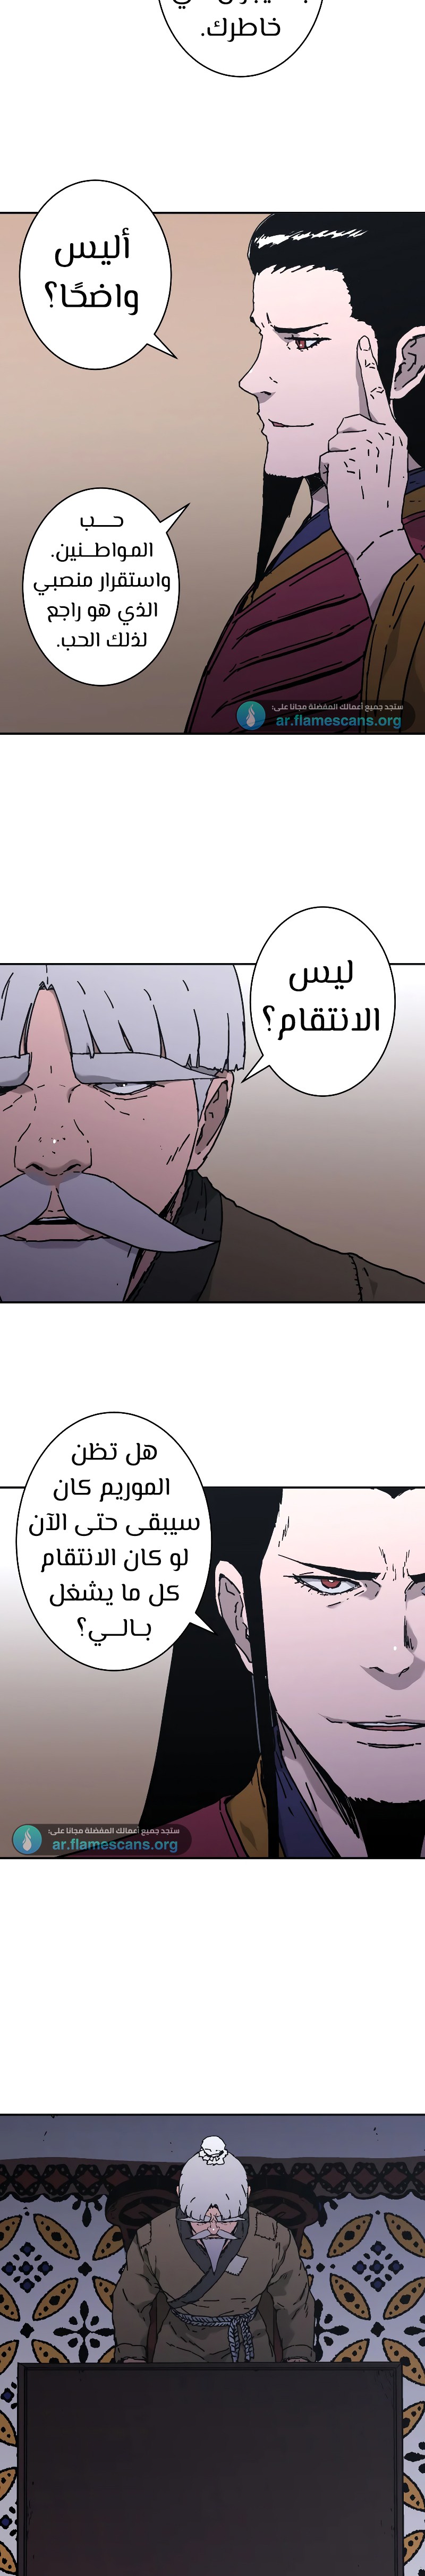 خاطرك.
أليس
واضحًا؟
حـــب
المواطــنين.
واستقرار منصبي
الذي هو راجع
لذلك الحب.
ستجد جميع أعمالك المفضلة مجانا على:
ar.flamescans.org
ليس
الانتقام؟
هل تظن
الموريم كان
سيبقى حتى الآن
لو كان الانتقام
كل ما يشغل
بـالـــي؟
ستجد جميع أعمالك المفضلة مجانا على:
ar.flamescans.org